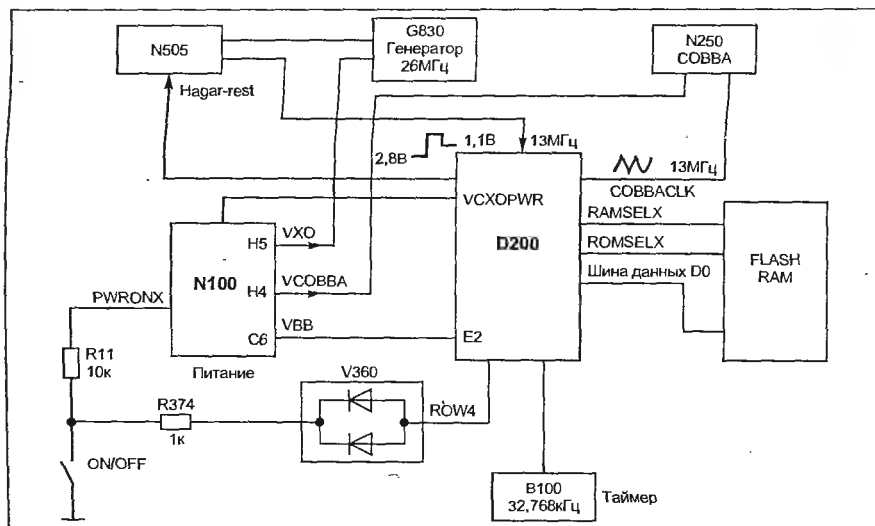 N505
G830
Генератор
26МГц
N250
COBBA
Hagar-rest
2,8В
1,1В
13МГц
13МГц
COBBACLK
VCXOPWR
RAMSELX
D200
ROMSELX
Шина данных D0
FLASH
RAM
H5
VXO
N100
H4
VCOBBA
PWRONX
C6
VBB
E2
R11
10к
Питание
V360
R374
1к
ROW4
ON/OFF
B100
32,768кГц
Таймер